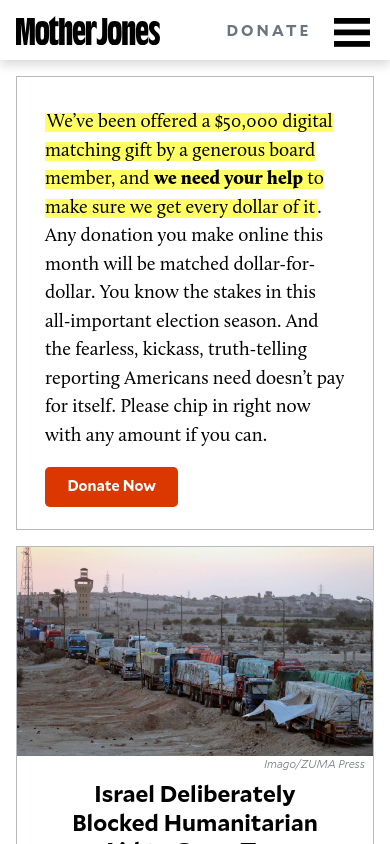 Mother Jones
DONATE
We’ve been offered a $50,000 digital
matching gift by a generous board
member, and we need your help to
make sure we get every dollar of it.
Any donation you make online this
month will be matched dollar-for-
dollar. You know the stakes in this
all-important election season. And
the fearless, kickass, truth-telling
reporting Americans need doesn’t pay
for itself. Please chip in right now
with any amount if you can.
Donate Now
Imago/ZUMA Press
Israel Deliberately
Blocked Humanitarian